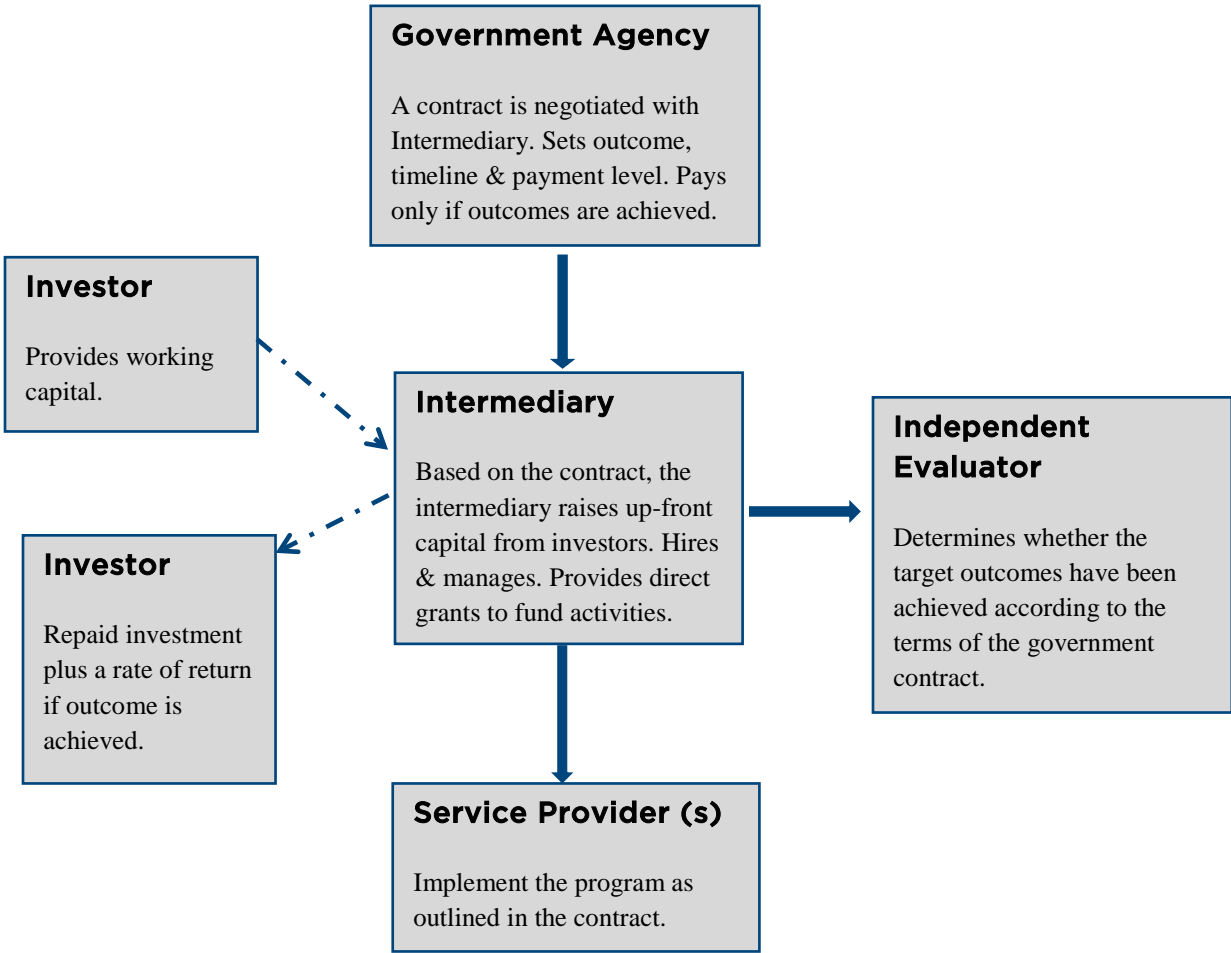 Government Agency
A contract is negotiated with
Intermediary. Sets outcome,
timeline & payment level. Pays
only if outcomes are achieved.
Investor
Provides working
capital.
Intermediary
Based on the contract, the
intermediary raises up-front
capital from investors. Hires
& manages. Provides direct
grants to fund activities.
Independent
Evaluator
Determines whether the
target outcomes have been
achieved according to the
terms of the government
contract.
Investor
Repaid investment
plus a rate of return
if outcome is
achieved.
Service Provider (s)
Implement the program as
outlined in the contract.